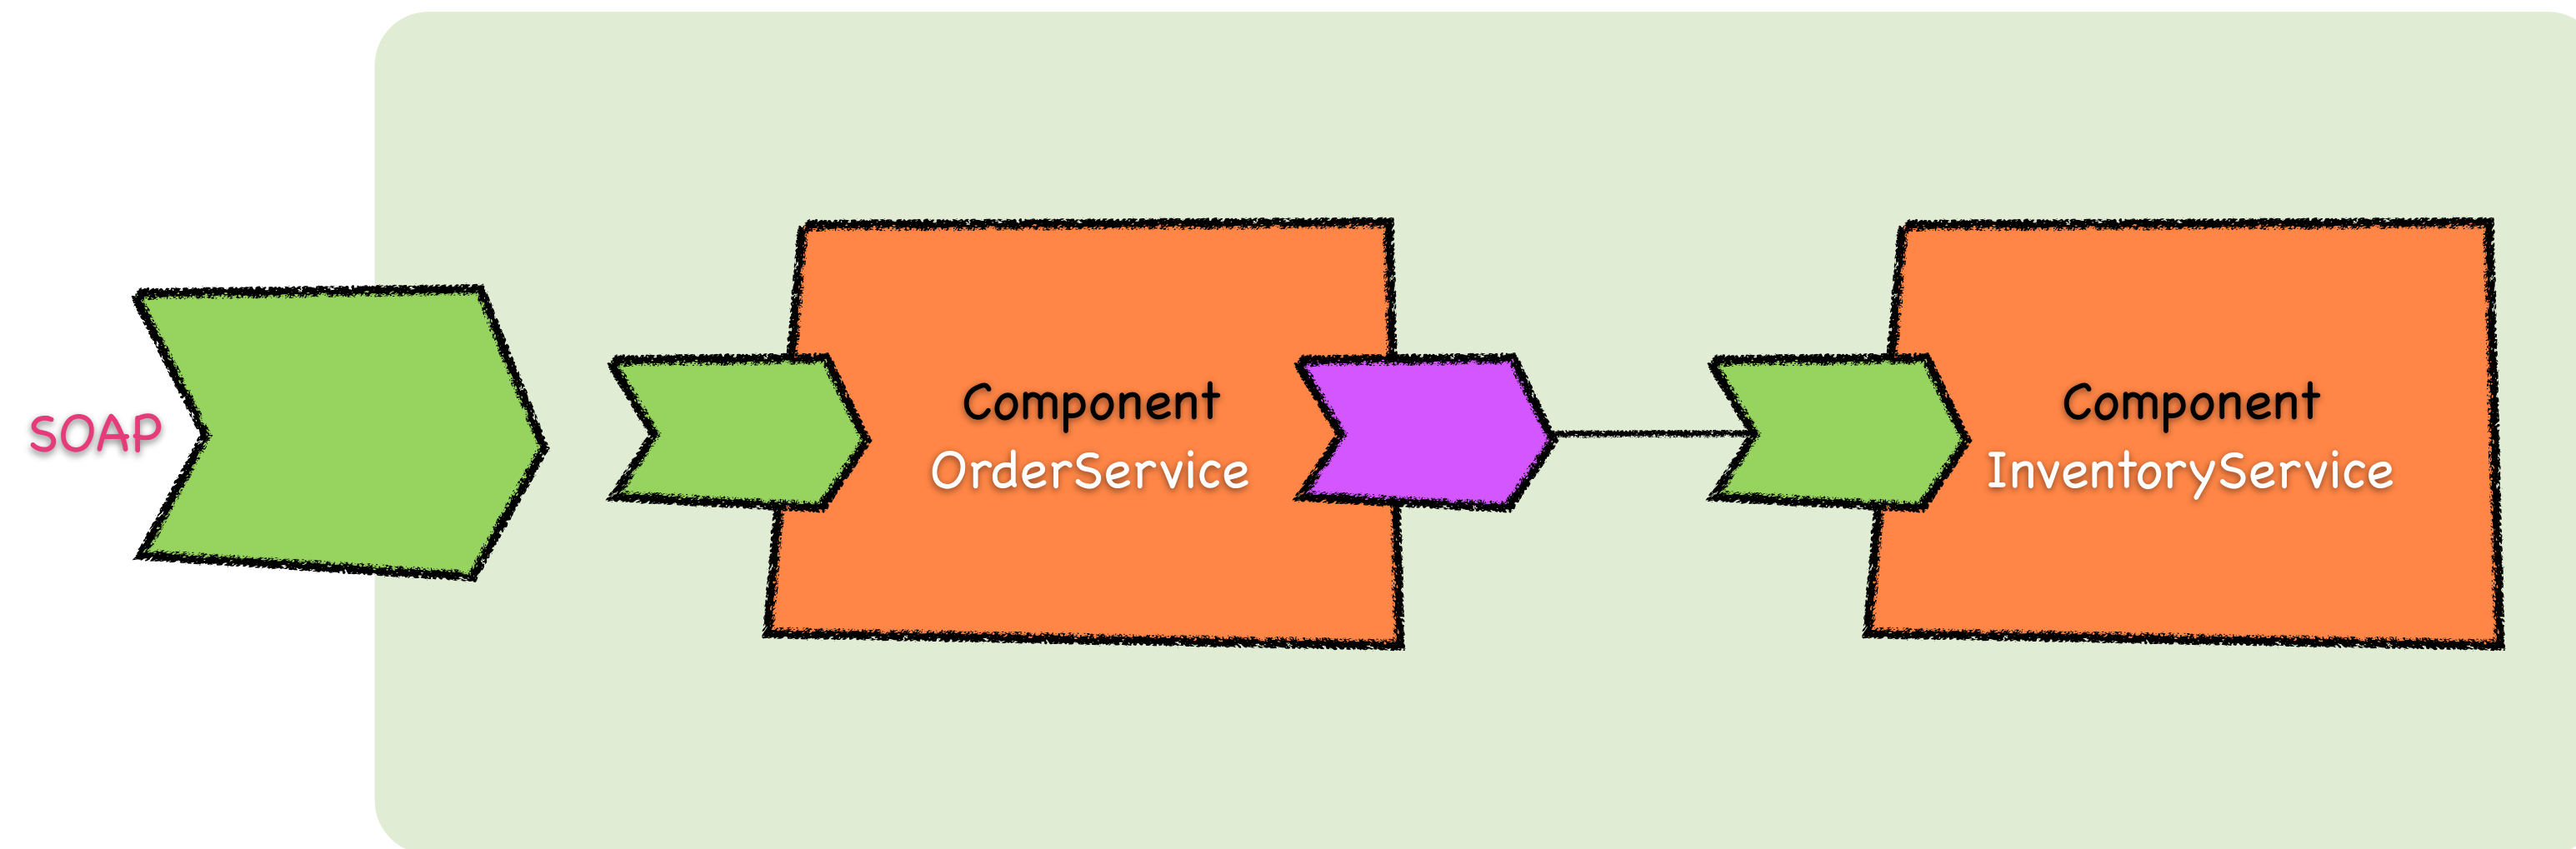 SOAP
Component
OrderService
Component
InventoryService